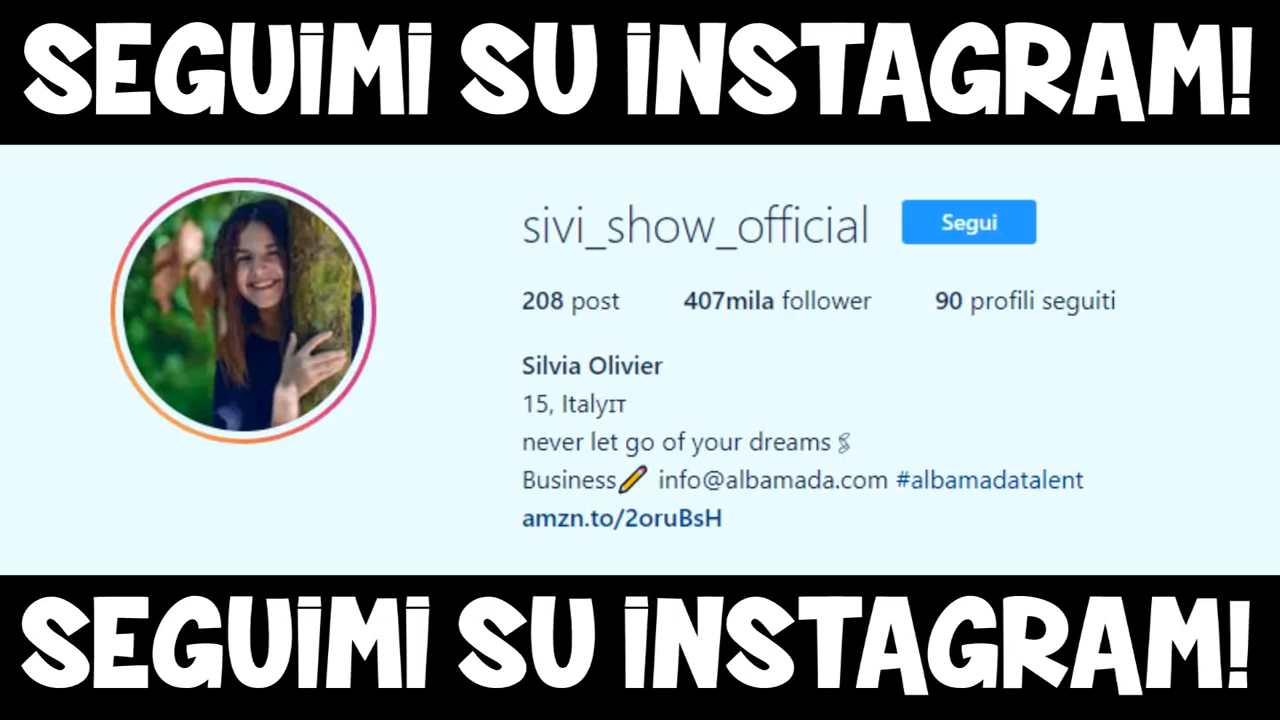 SEGUIMI SU INSTAGRAM!
sivi_show_official Segui
208 post 407mila follower 90 profili seguiti
Silvia Olivier
15, Italyɪᴛ
never let go of your dreams
Business✏️ info@albamada.com #albamadatalent
amzn.to/2oruBsH
SEGUIMI SU INSTAGRAM!